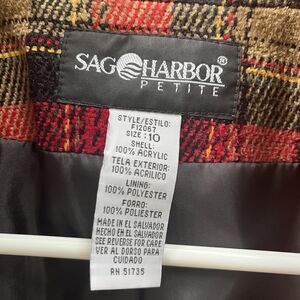 SAG HARBOR®
PETITE
STYLE/ESTILO:
F12067
SIZE: 10
SHELL:
100% ACRYLIC
TELA EXTERIOR:
100% ACRILICO
LINING:
100% POLYESTER
FORRO:
100% POLIESTER
MADE IN EL SALVADOR
HECHO EN EL SALVADOR
SEE REVERSE FOR CARE
VER AL DORSO PARA
CUIDADO
RN 51735